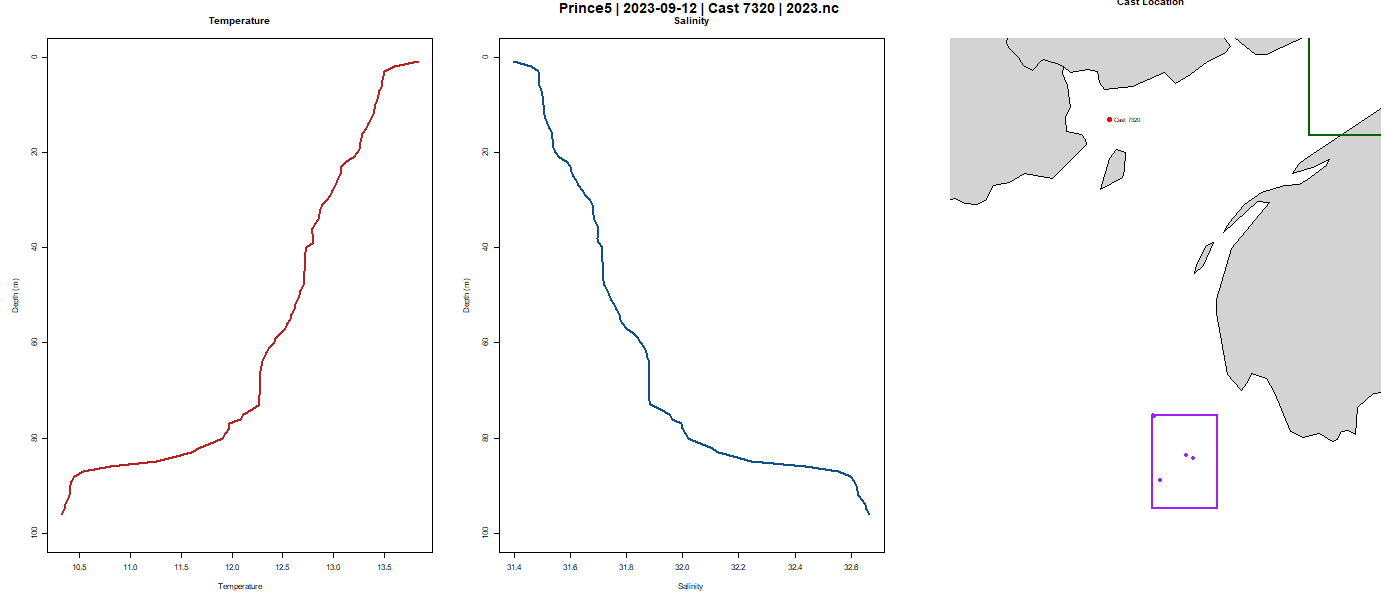 Prince5 | 2023-09-12 | Cast 7320 | 2023.nc
Temperature
Depth (m)
0
20
40
60
80
100
10.5 11.0 11.5 12.0 12.5 13.0 13.5
Temperature
Salinity
Depth (m)
0
20
40
60
80
100
31.4 31.6 31.8 32.0 32.2 32.4 32.6
Salinity
Cast Location
Cast 7320